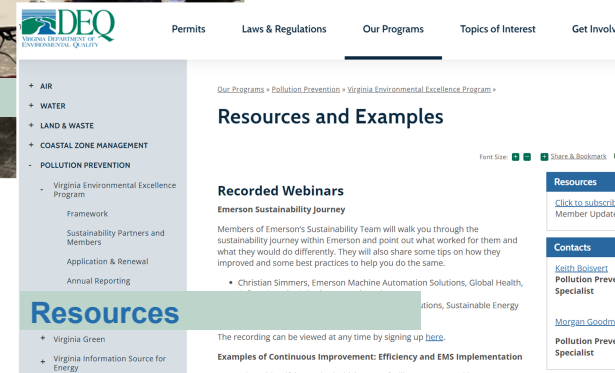 DEQ
VIRGINIA DEPARTMENT OF
ENVIRONMENTAL QUALITY
Permits Laws & Regulations Our Programs Topics of Interest Get Involv
+ AIR
+ WATER
+ LAND & WASTE
+ COASTAL ZONE MANAGEMENT
- POLLUTION PREVENTION
- Virginia Environmental Excellence
Program
Framework
Sustainability Partners and
Members
Application & Renewal
Annual Reporting
Resources
+ Virginia Green
+ Virginia Information Source for
Energy
Our Programs » Pollution Prevention » Virginia Environmental Excellence Program »
Resources and Examples
Font Size: + - + Share & Bookmark
Recorded Webinars
Emerson Sustainability Journey
Members of Emerson's Sustainability Team will walk you through the
sustainability journey within Emerson and point out what worked for them and
what they would do differently. They will also share some tips on how they
improved and some best practices to help you do the same.
• Christian Simmers, Emerson Machine Automation Solutions, Global Health,
utions, Sustainable Energy
The recording can be viewed at any time by signing up here.
Examples of Continuous Improvement: Efficiency and EMS Implementation
Resources
Click to subscrib
Member Update
Contacts
Keith Boisvert
Pollution Preve
Specialist
Morgan Goodm
Pollution Preve
Specialist